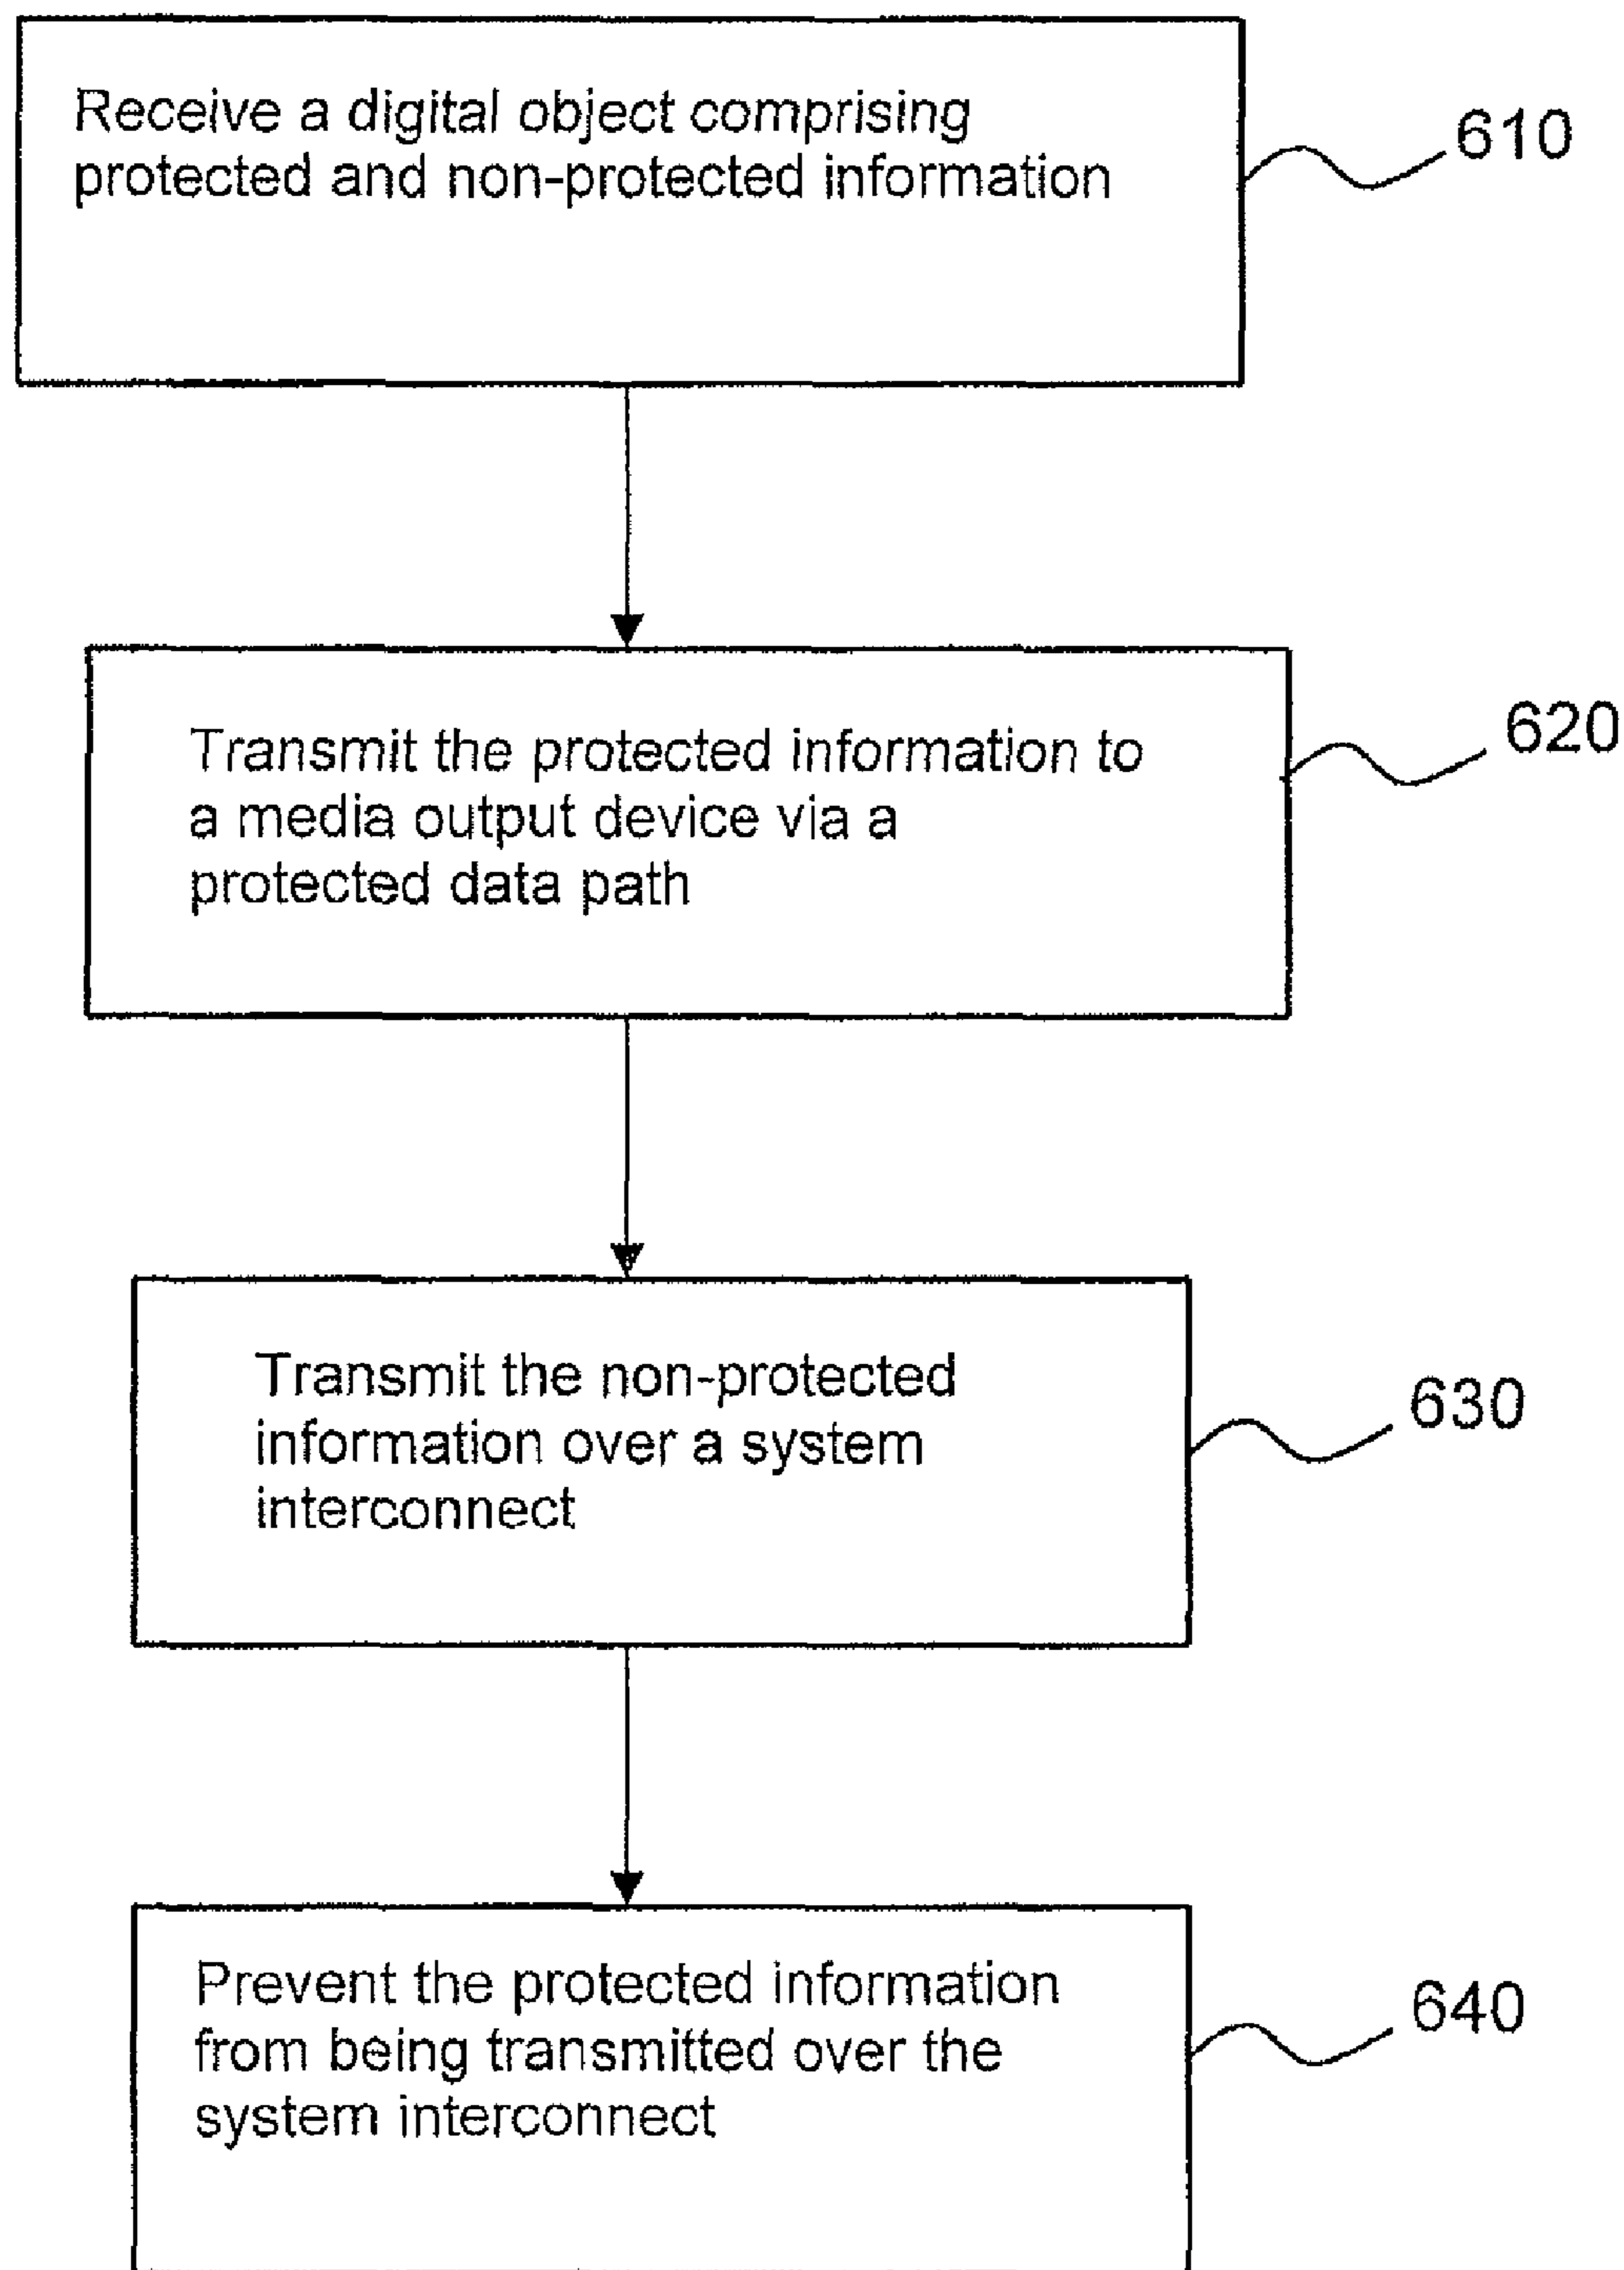 Receive a digital object comprising
protected and non-protected information
610
Transmit the protected information to
a media output device via a
protected data path
620
Transmit the non-protected
information over a system
interconnect
630
Prevent the protected information
from being transmitted over the
system interconnect
640